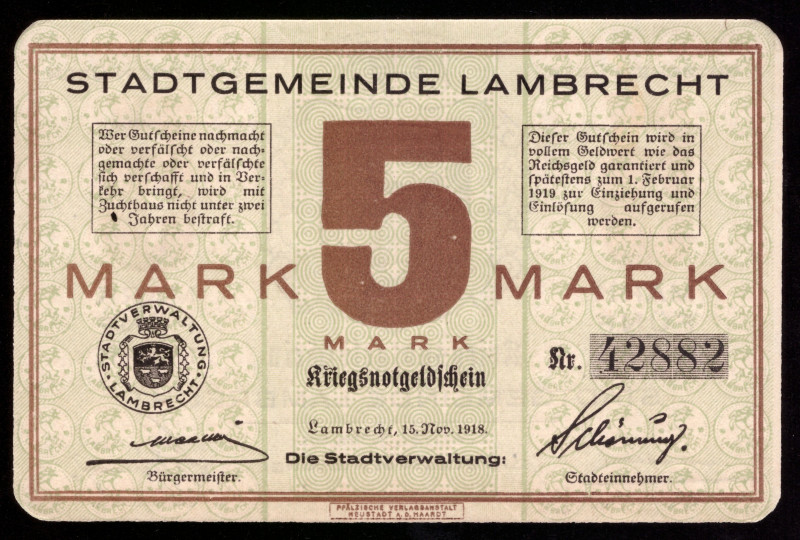 STADTGEMEINDE LAMBRECHT
Wer Gutscheine nachmacht
oder verfälscht oder nach-
gemachte oder verfälschte
sich verschafft und in Ver-
kehr bringt, wird mit
Zuchthaus nicht unter zwei
Jahren bestraft.
5
Dieser Gutschein wird in
vollem Geldwert wie das
Reichsgeld garantiert und
spätestens zum 1. Februar
1919 zur Einziehung und
Einlösung aufgerufen
werden.
MARK MARK
MARK
STADTVERWALTUNG
LAMBRECHT
Kriegsnotgeldschein
Nr. 42882
Lambrecht, 15. Nov. 1918.
Die Stadtverwaltung:
Bürgermeister.
Schöning.
Stadteinnehmer.
PFÄLZISCHE VERLAGSANSTALT
NEUSTADT A. D. HAARDT